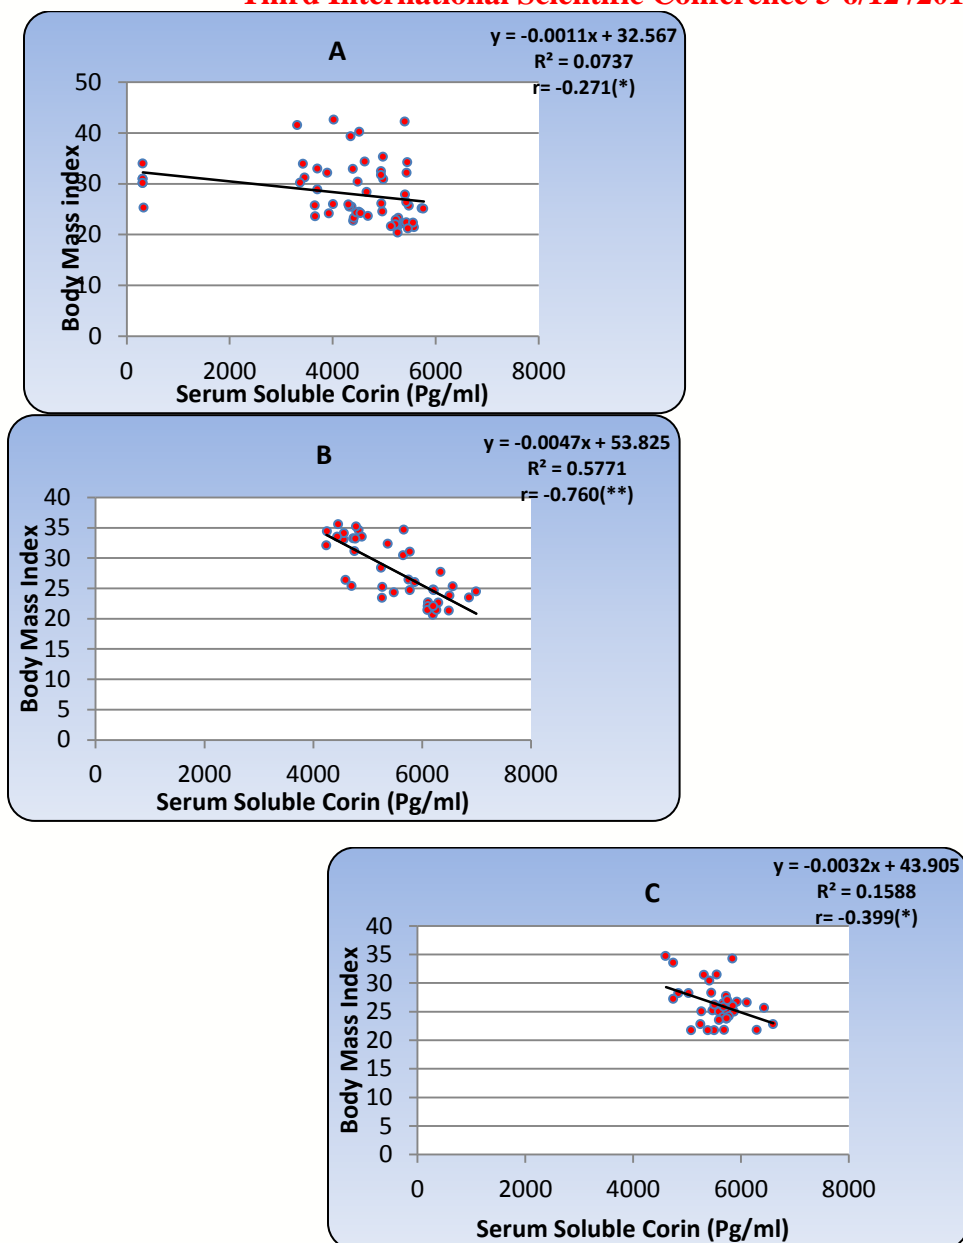 Third International Scientific Conference 5-6/12 /201
y = -0.0011x + 32.567
A
R² = 0.0737
r= -0.271(*)
50
40
30
20
10
0
Body Mass index
0 2000 4000 6000 8000
Serum Soluble Corin (Pg/ml)
y = -0.0047x + 53.825
B
R² = 0.5771
r= -0.760(**)
40
35
30
25
20
15
10
5
0
Body Mass Index
0 2000 4000 6000 8000
Serum Soluble Corin (Pg/ml)
y = -0.0032x + 43.905
C
R² = 0.1588
r= -0.399(*)
40
35
30
25
20
15
10
5
0
Body Mass Index
0 2000 4000 6000 8000
Serum Soluble Corin (Pg/ml)